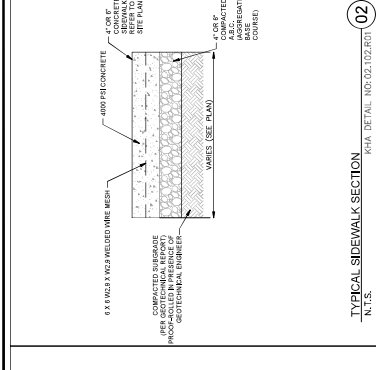 4" OR 6"
CONCRETE
SIDEWALK
REFER TO
SITE PLAN
4000 PSI CONCRETE
6 X 6 W2.9 X W2.9 WELDED WIRE MESH
4" OR 6"
COMPACTED
A.B.C.
(AGGREGATE
BASE
COURSE)
COMPACTED SUBGRADE
(PER GEOTECHNICAL REPORT)
PROOF-ROLLED IN PRESENCE OF
GEOTECHNICAL ENGINEER
VARIES (SEE PLAN)
TYPICAL SIDEWALK SECTION
N.T.S.
KHA DETAIL NO: 02.102.R01
02